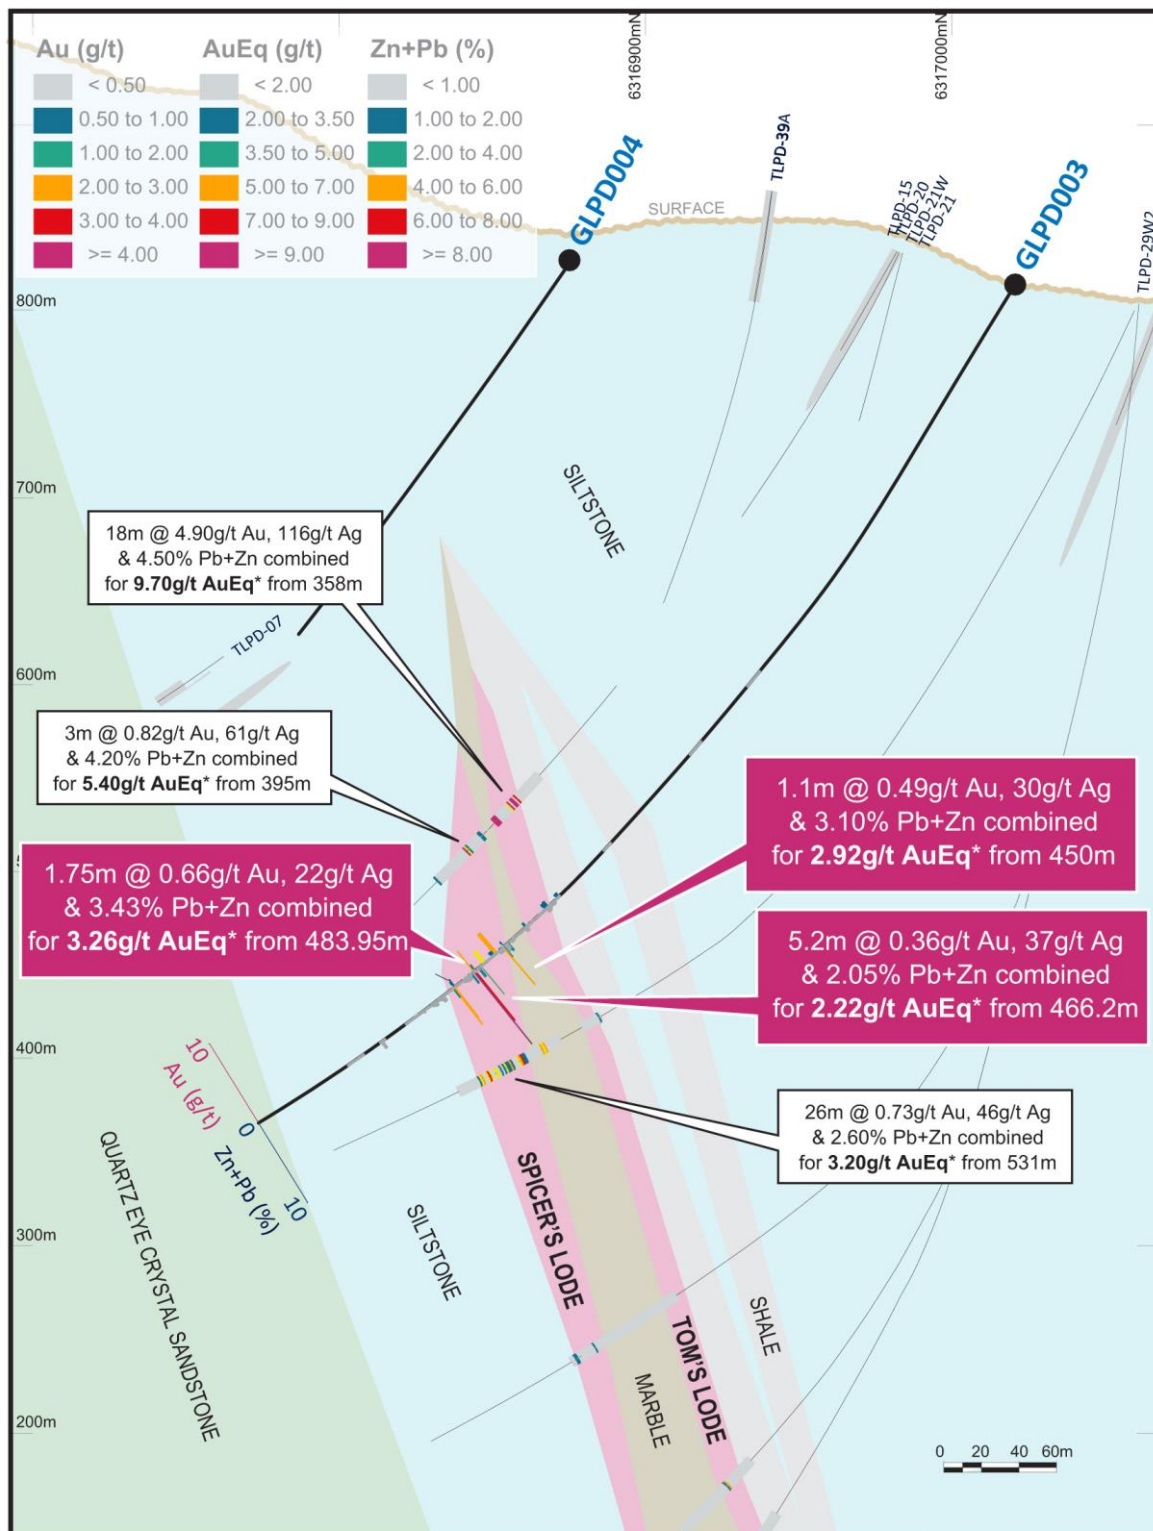 6316900mN
6317000mN
Au (g/t)
AuEq (g/t)
Zn+Pb (%)
< 0.50
< 2.00
< 1.00
0.50 to 1.00
2.00 to 3.50
1.00 to 2.00
1.00 to 2.00
3.50 to 5.00
2.00 to 4.00
2.00 to 3.00
5.00 to 7.00
4.00 to 6.00
3.00 to 4.00
7.00 to 9.00
6.00 to 8.00
>= 4.00
>= 9.00
>= 8.00
GLPD004
SURFACE
TLPD-39A
TLPD-15
TLPD-20
TLPD-21W
TLPD-21
GLPD003
TLPD-29W2
800m
700m
SILTSTONE
18m @ 4.90g/t Au, 116g/t Ag
& 4.50% Pb+Zn combined
for 9.70g/t AuEq* from 358m
TLPD-07
600m
3m @ 0.82g/t Au, 61g/t Ag
& 4.20% Pb+Zn combined
for 5.40g/t AuEq* from 395m
1.1m @ 0.49g/t Au, 30g/t Ag
& 3.10% Pb+Zn combined
for 2.92g/t AuEq* from 450m
1.75m @ 0.66g/t Au, 22g/t Ag
& 3.43% Pb+Zn combined
for 3.26g/t AuEq* from 483.95m
5.2m @ 0.36g/t Au, 37g/t Ag
& 2.05% Pb+Zn combined
for 2.22g/t AuEq* from 466.2m
400m
10
Au (g/t)
0
Zn+Pb (%)
10
26m @ 0.73g/t Au, 46g/t Ag
& 2.60% Pb+Zn combined
for 3.20g/t AuEq* from 531m
QUARTZ EYE CRYSTAL SANDSTONE
SILTSTONE
SPICER'S LODE
300m
SHALE
TOM'S LODE
MARBLE
200m
0 20 40 60m